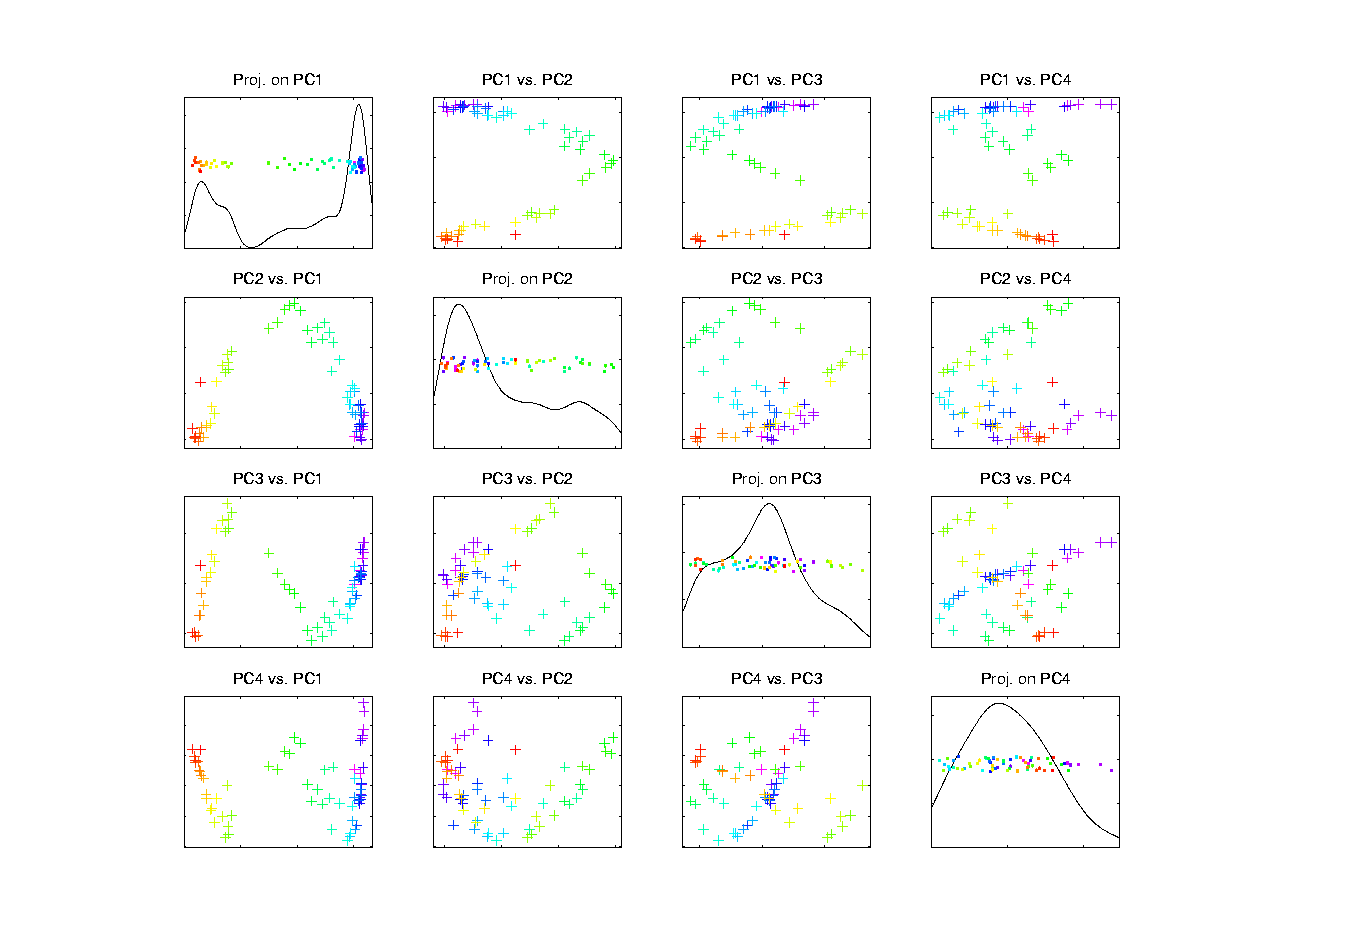 Proj. on PC1
PC1 vs. PC2
PC1 vs. PC3
PC1 vs. PC4
PC2 vs. PC1
Proj. on PC2
PC2 vs. PC3
PC2 vs. PC4
PC3 vs. PC1
PC3 vs. PC2
Proj. on PC3
PC3 vs. PC4
PC4 vs. PC1
PC4 vs. PC2
PC4 vs. PC3
Proj. on PC4